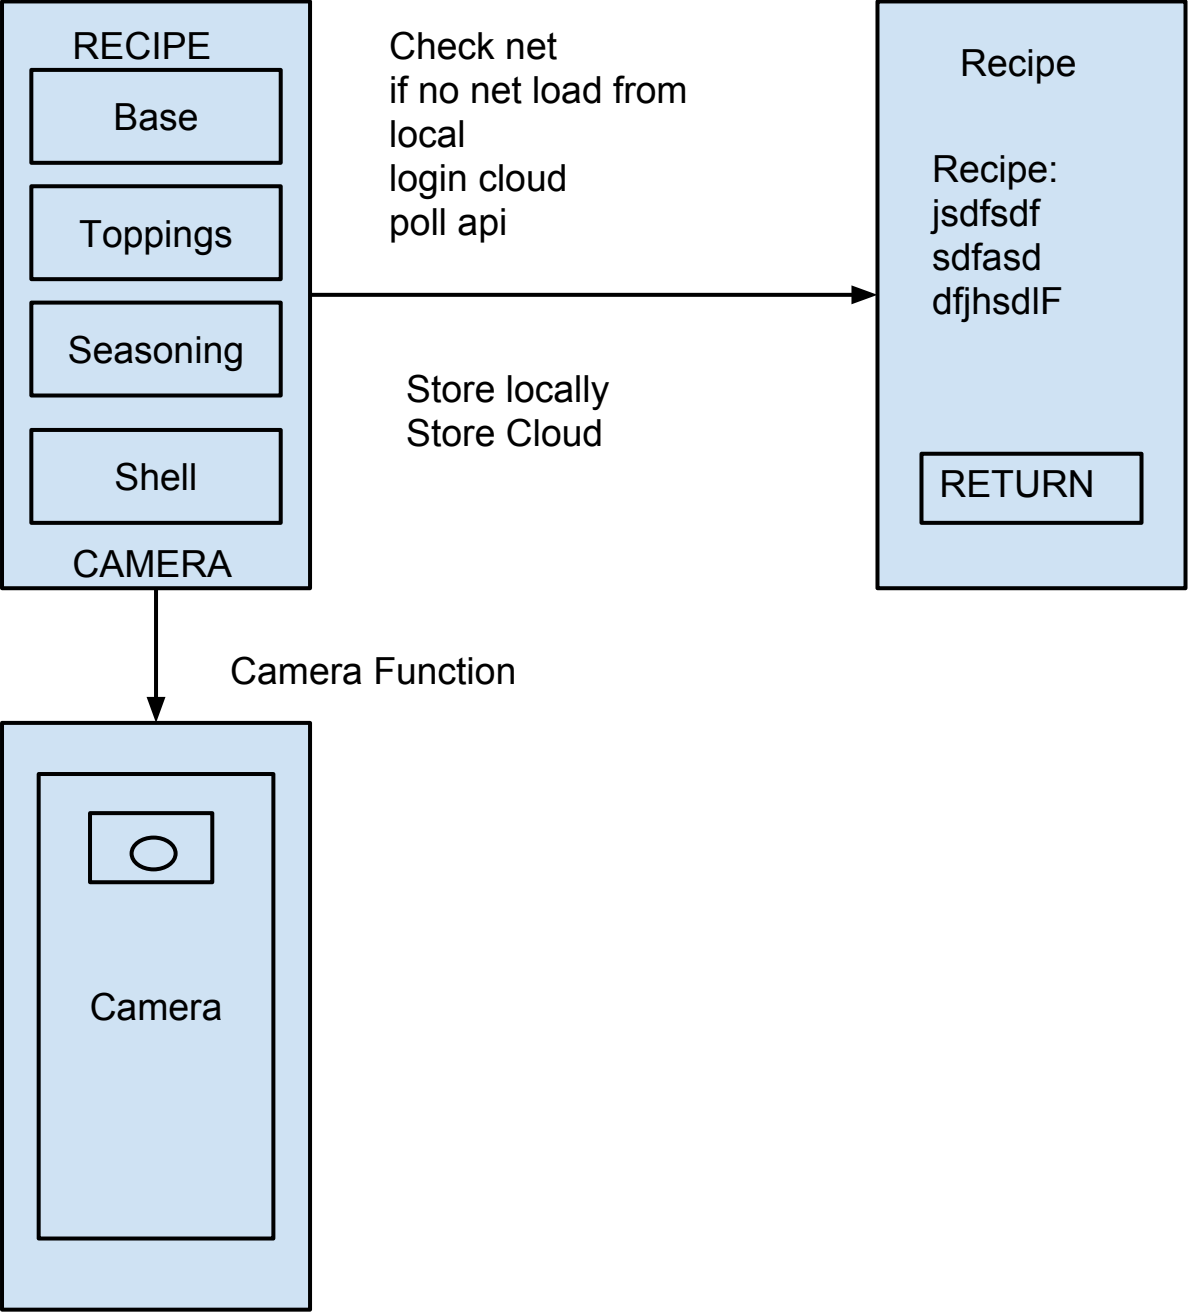 RECIPE
Base
Toppings
Seasoning
Shell
CAMERA
Check net
if no net load from
local
login cloud
poll api
Store locally
Store Cloud
Recipe
Recipe:
jsdfsdf
sdfasd
dfjhsdlF
RETURN
Camera Function
Camera